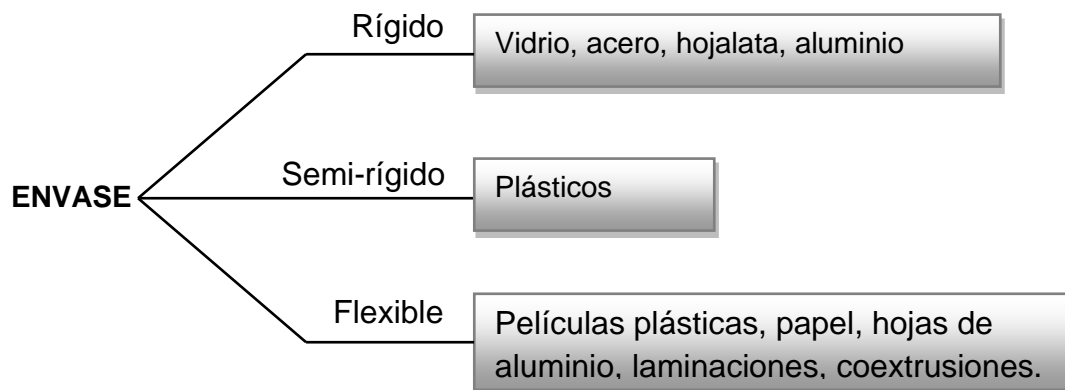 Rígido
Vidrio, acero, hojalata, aluminio
Semi-rígido
Plásticos
ENVASE
Flexible
Películas plásticas, papel, hojas de
aluminio, laminaciones, coextrusiones.